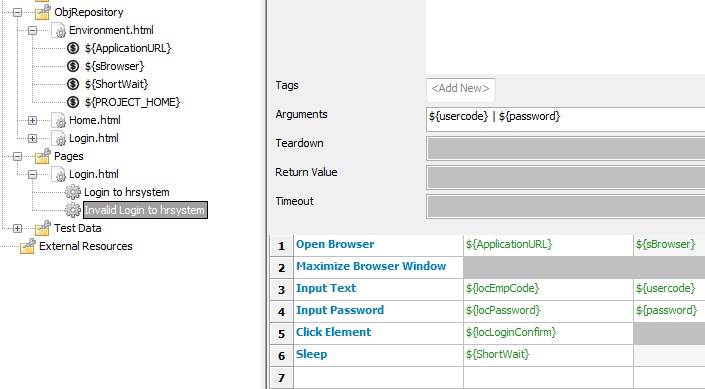 ObjRepository
Environment.html
${ApplicationURL}
${sBrowser}
${ShortWait}
${PROJECT_HOME}
Home.html
Login.html
Pages
Login.html
Login to hrsystem
Invalid Login to hrsystem
Test Data
External Resources
Tags <Add New>
Arguments ${usercode} | ${password}
Teardown
Return Value
Timeout
1 Open Browser ${ApplicationURL} ${sBrowser}
2 Maximize Browser Window
3 Input Text ${locEmpCode} ${usercode}
4 Input Password ${locPassword} ${password}
5 Click Element ${locLoginConfirm}
6 Sleep ${ShortWait}
7